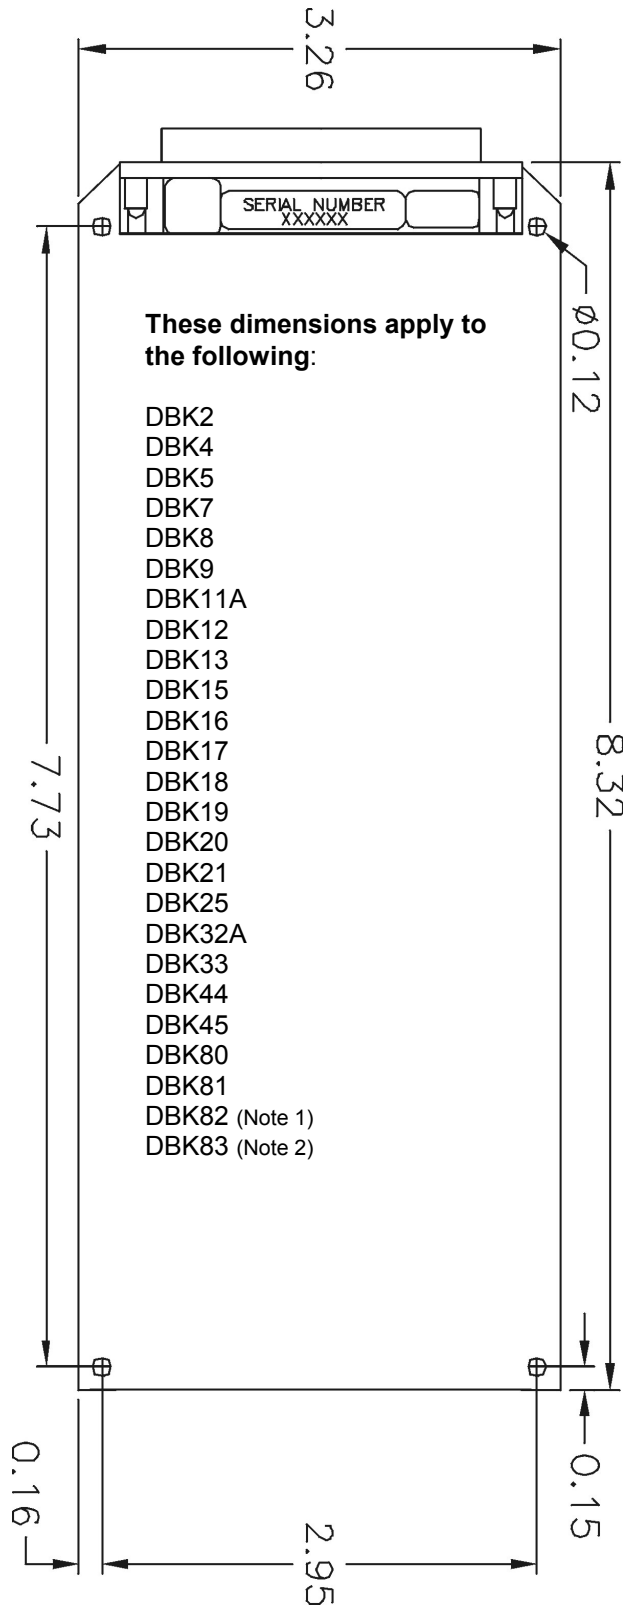 3.26
SERIAL NUMBER
XXXXXX
Ø0.12
These dimensions apply to
the following:
DBK2
DBK4
DBK5
DBK7
DBK8
DBK9
DBK11A
DBK12
DBK13
DBK15
DBK16
DBK17
DBK18
DBK19
DBK20
DBK21
DBK25
DBK32A
DBK33
DBK44
DBK45
DBK80
DBK81
DBK82 (Note 1)
DBK83 (Note 2)
8.32
7.73
0.16
2.95
0.15